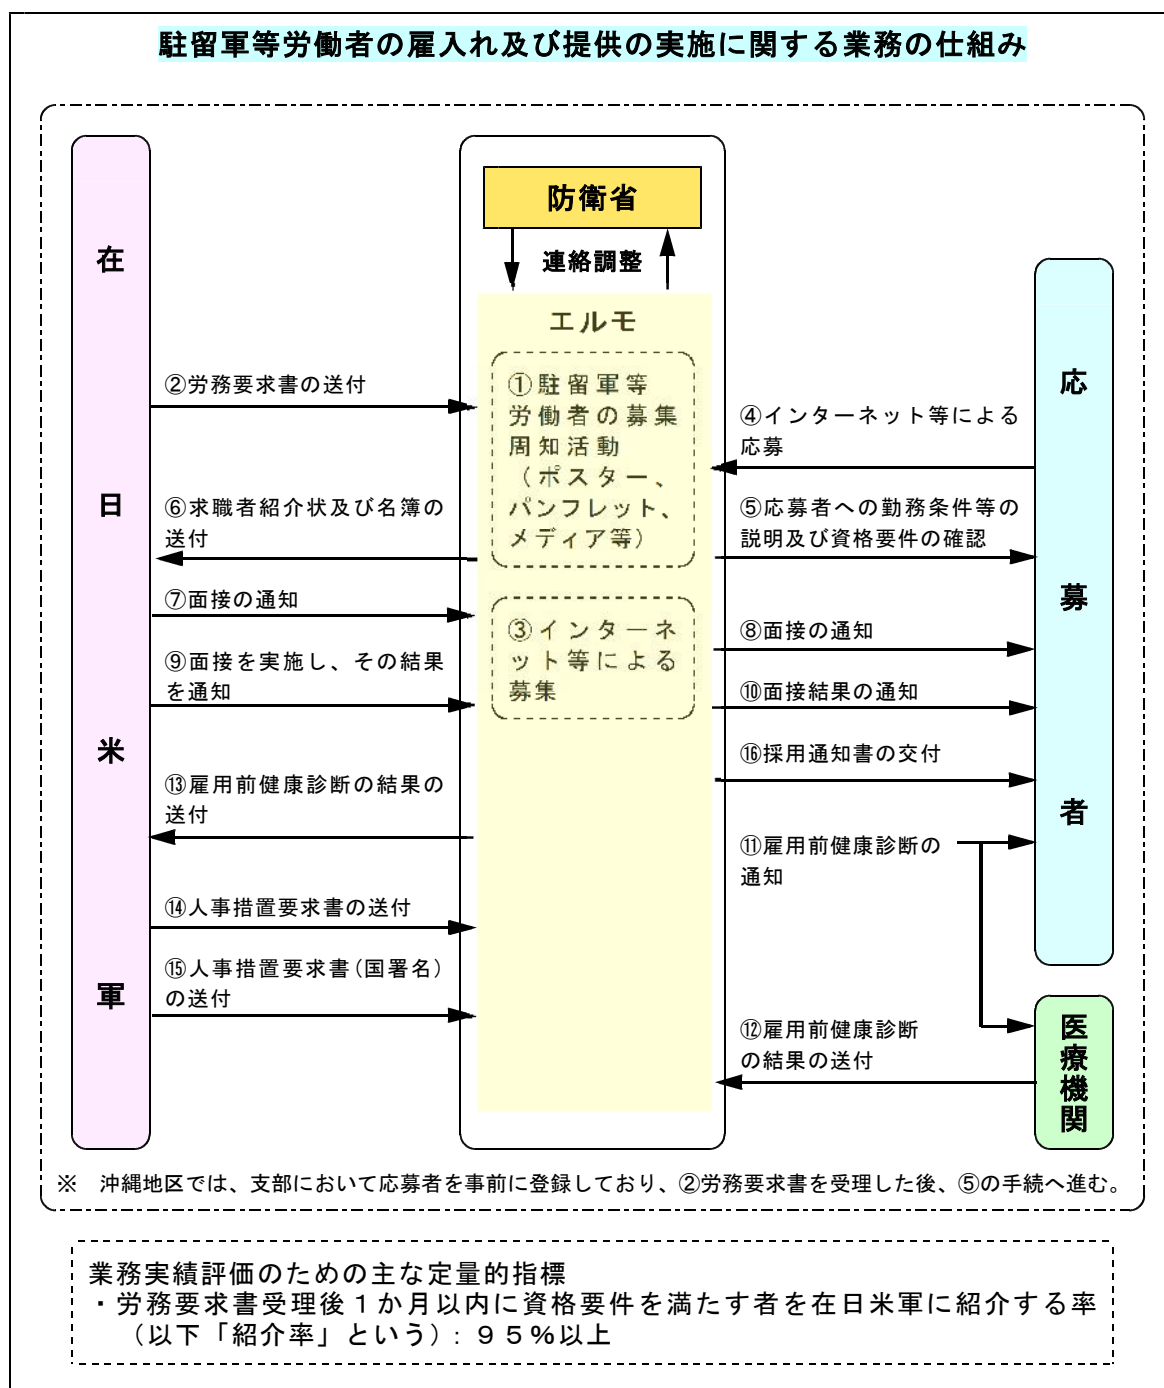 駐留軍等労働者の雇入れ及び提供の実施に関する業務の仕組み
防衛省
連絡調整
エルモ
①駐留軍等
労働者の募集
周知活動
（ポスター、
パンフレット、
メディア等）
③インターネ
ット等による
募集
在日米軍
②労務要求書の送付
⑥求職者紹介状及び名簿の
送付
⑦面接の通知
⑨面接を実施し、その結果
を通知
⑬雇用前健康診断の結果の
送付
⑭人事措置要求書の送付
⑮人事措置要求書(国署名)
の送付
④インターネット等による
応募
⑤応募者への勤務条件等の
説明及び資格要件の確認
⑧面接の通知
⑩面接結果の通知
⑯採用通知書の交付
⑪雇用前健康診断の
通知
⑫雇用前健康診断
の結果の送付
応募者
医療機関
※　沖縄地区では、支部において応募者を事前に登録しており、②労務要求書を受理した後、⑤の手続へ進む。
業務実績評価のための主な定量的指標
・労務要求書受理後１か月以内に資格要件を満たす者を在日米軍に紹介する率
（以下「紹介率」という）：９５％以上